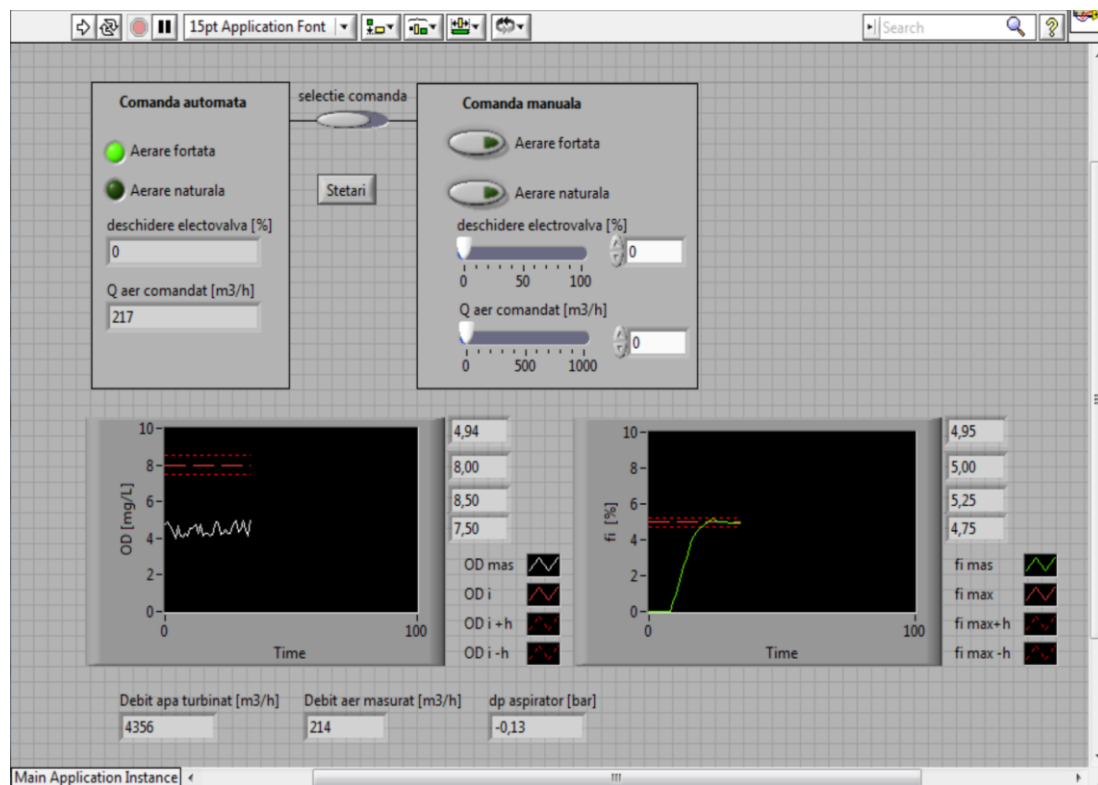 15pt Application Font
Search
Comanda automata
selectie comanda
Comanda manuala
Aerare fortata
Aerare fortata
Aerare naturala
Stetari
Aerare naturala
deschidere electovalva [%]
deschidere electrovalva [%]
0
0
0 50 100
Q aer comandat [m3/h]
Q aer comandat [m3/h]
217
0
0 500 1000
10
8
6
4
2
0
OD [mg/L]
0 100
Time
4,94
8,00
8,50
7,50
OD mas
OD i
OD i +h
OD i -h
10
8
6
4
2
0
fi [%]
0 100
Time
4,95
5,00
5,25
4,75
fi mas
fi max
fi max+h
fi max -h
Debit apa turbinat [m3/h]
Debit aer masurat [m3/h]
dp aspirator [bar]
4356
214
-0,13
Main Application Instance